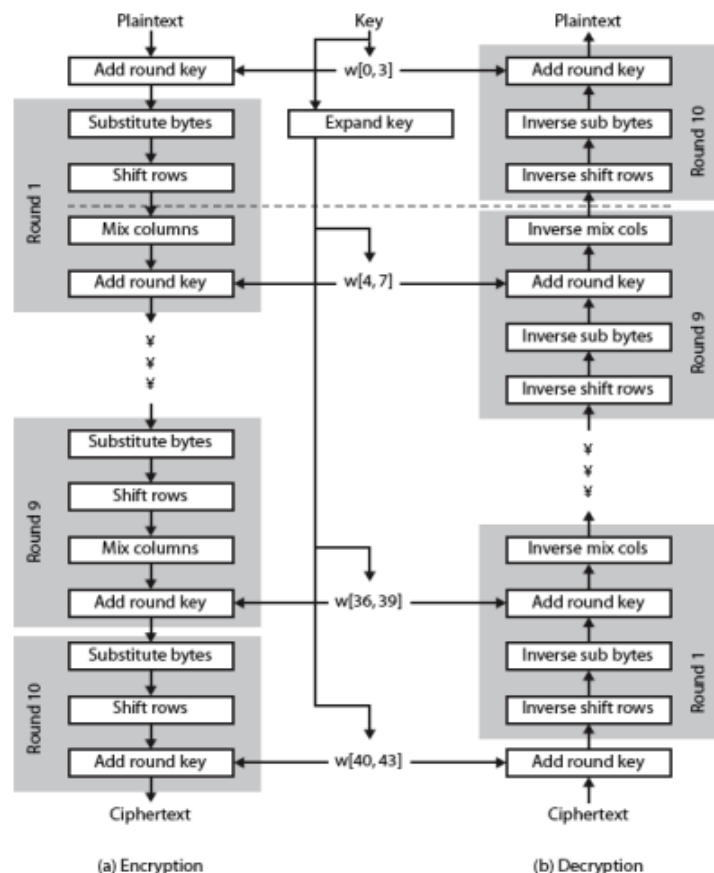 Plaintext
Key
Plaintext
Add round key
w[0, 3]
Add round key
Substitute bytes
Expand key
Inverse sub bytes
Shift rows
Inverse shift rows
Round 1
Round 10
Mix columns
Inverse mix cols
Add round key
w[4, 7]
Add round key
Inverse sub bytes
Inverse shift rows
Round 9
¥
¥
¥
¥
¥
¥
Substitute bytes
Shift rows
Mix columns
Inverse mix cols
Round 9
Add round key
w[36, 39]
Add round key
Substitute bytes
Inverse sub bytes
Shift rows
Inverse shift rows
Round 10
Round 1
Add round key
w[40, 43]
Add round key
Ciphertext
Ciphertext
(a) Encryption
(b) Decryption